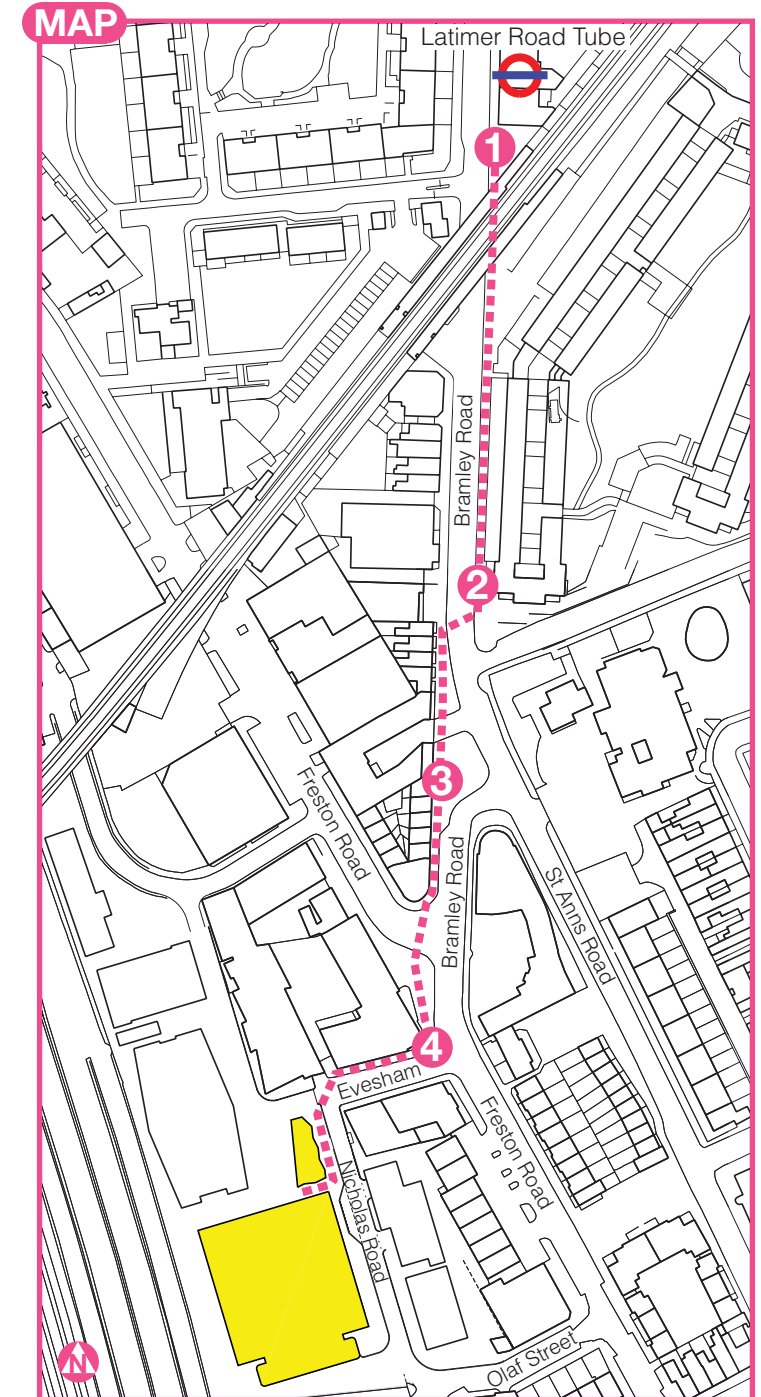 MAP
Latimer Road Tube
1
Bramley Road
2
3
Freston Road
Bramley Road
St Anns Road
4
Evesham
Freston Road
Nicholas Road
Olaf Street
N